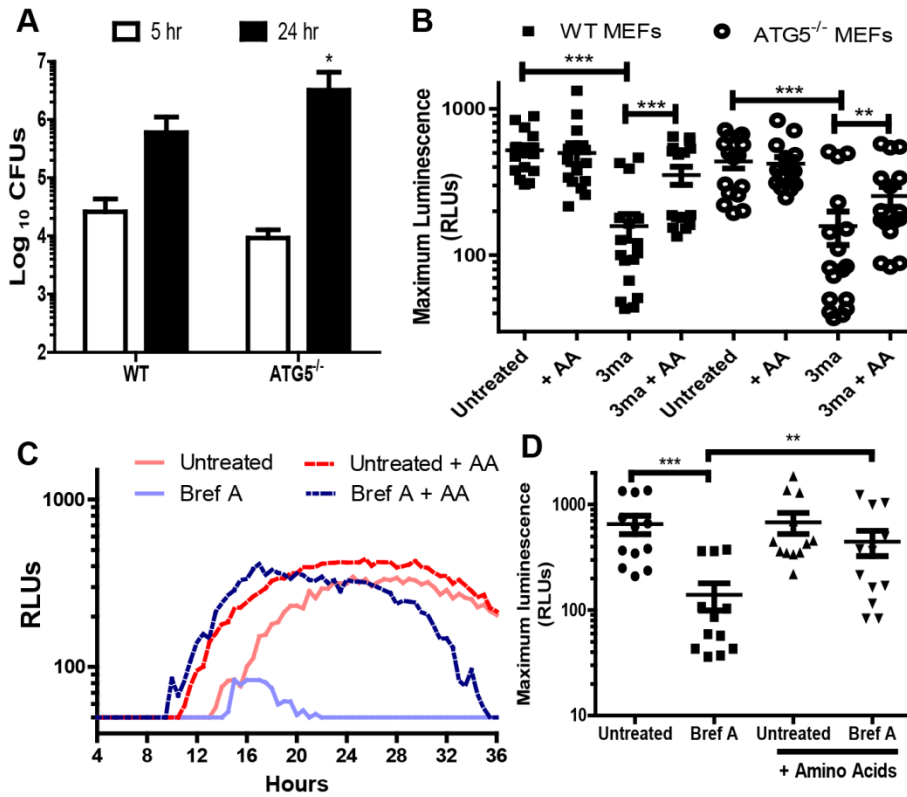 A
5 hr
24 hr
Log 10 CFUs
7
6
5
4
3
2
*
WT
ATG5-/-
B
WT MEFs
ATG5-/- MEFs
Maximum Luminescence
(RLUs)
1000
100
***
***
***
**
Untreated
+ AA
3ma
3ma + AA
Untreated
+ AA
3ma
3ma + AA
C
Untreated
Untreated + AA
Bref A
Bref A + AA
RLUs
1000
100
4 8 12 16 20 24 28 32 36
Hours
D
Maximum luminescence
(RLUs)
1000
100
10
***
**
Untreated Bref A Untreated Bref A
+ Amino Acids